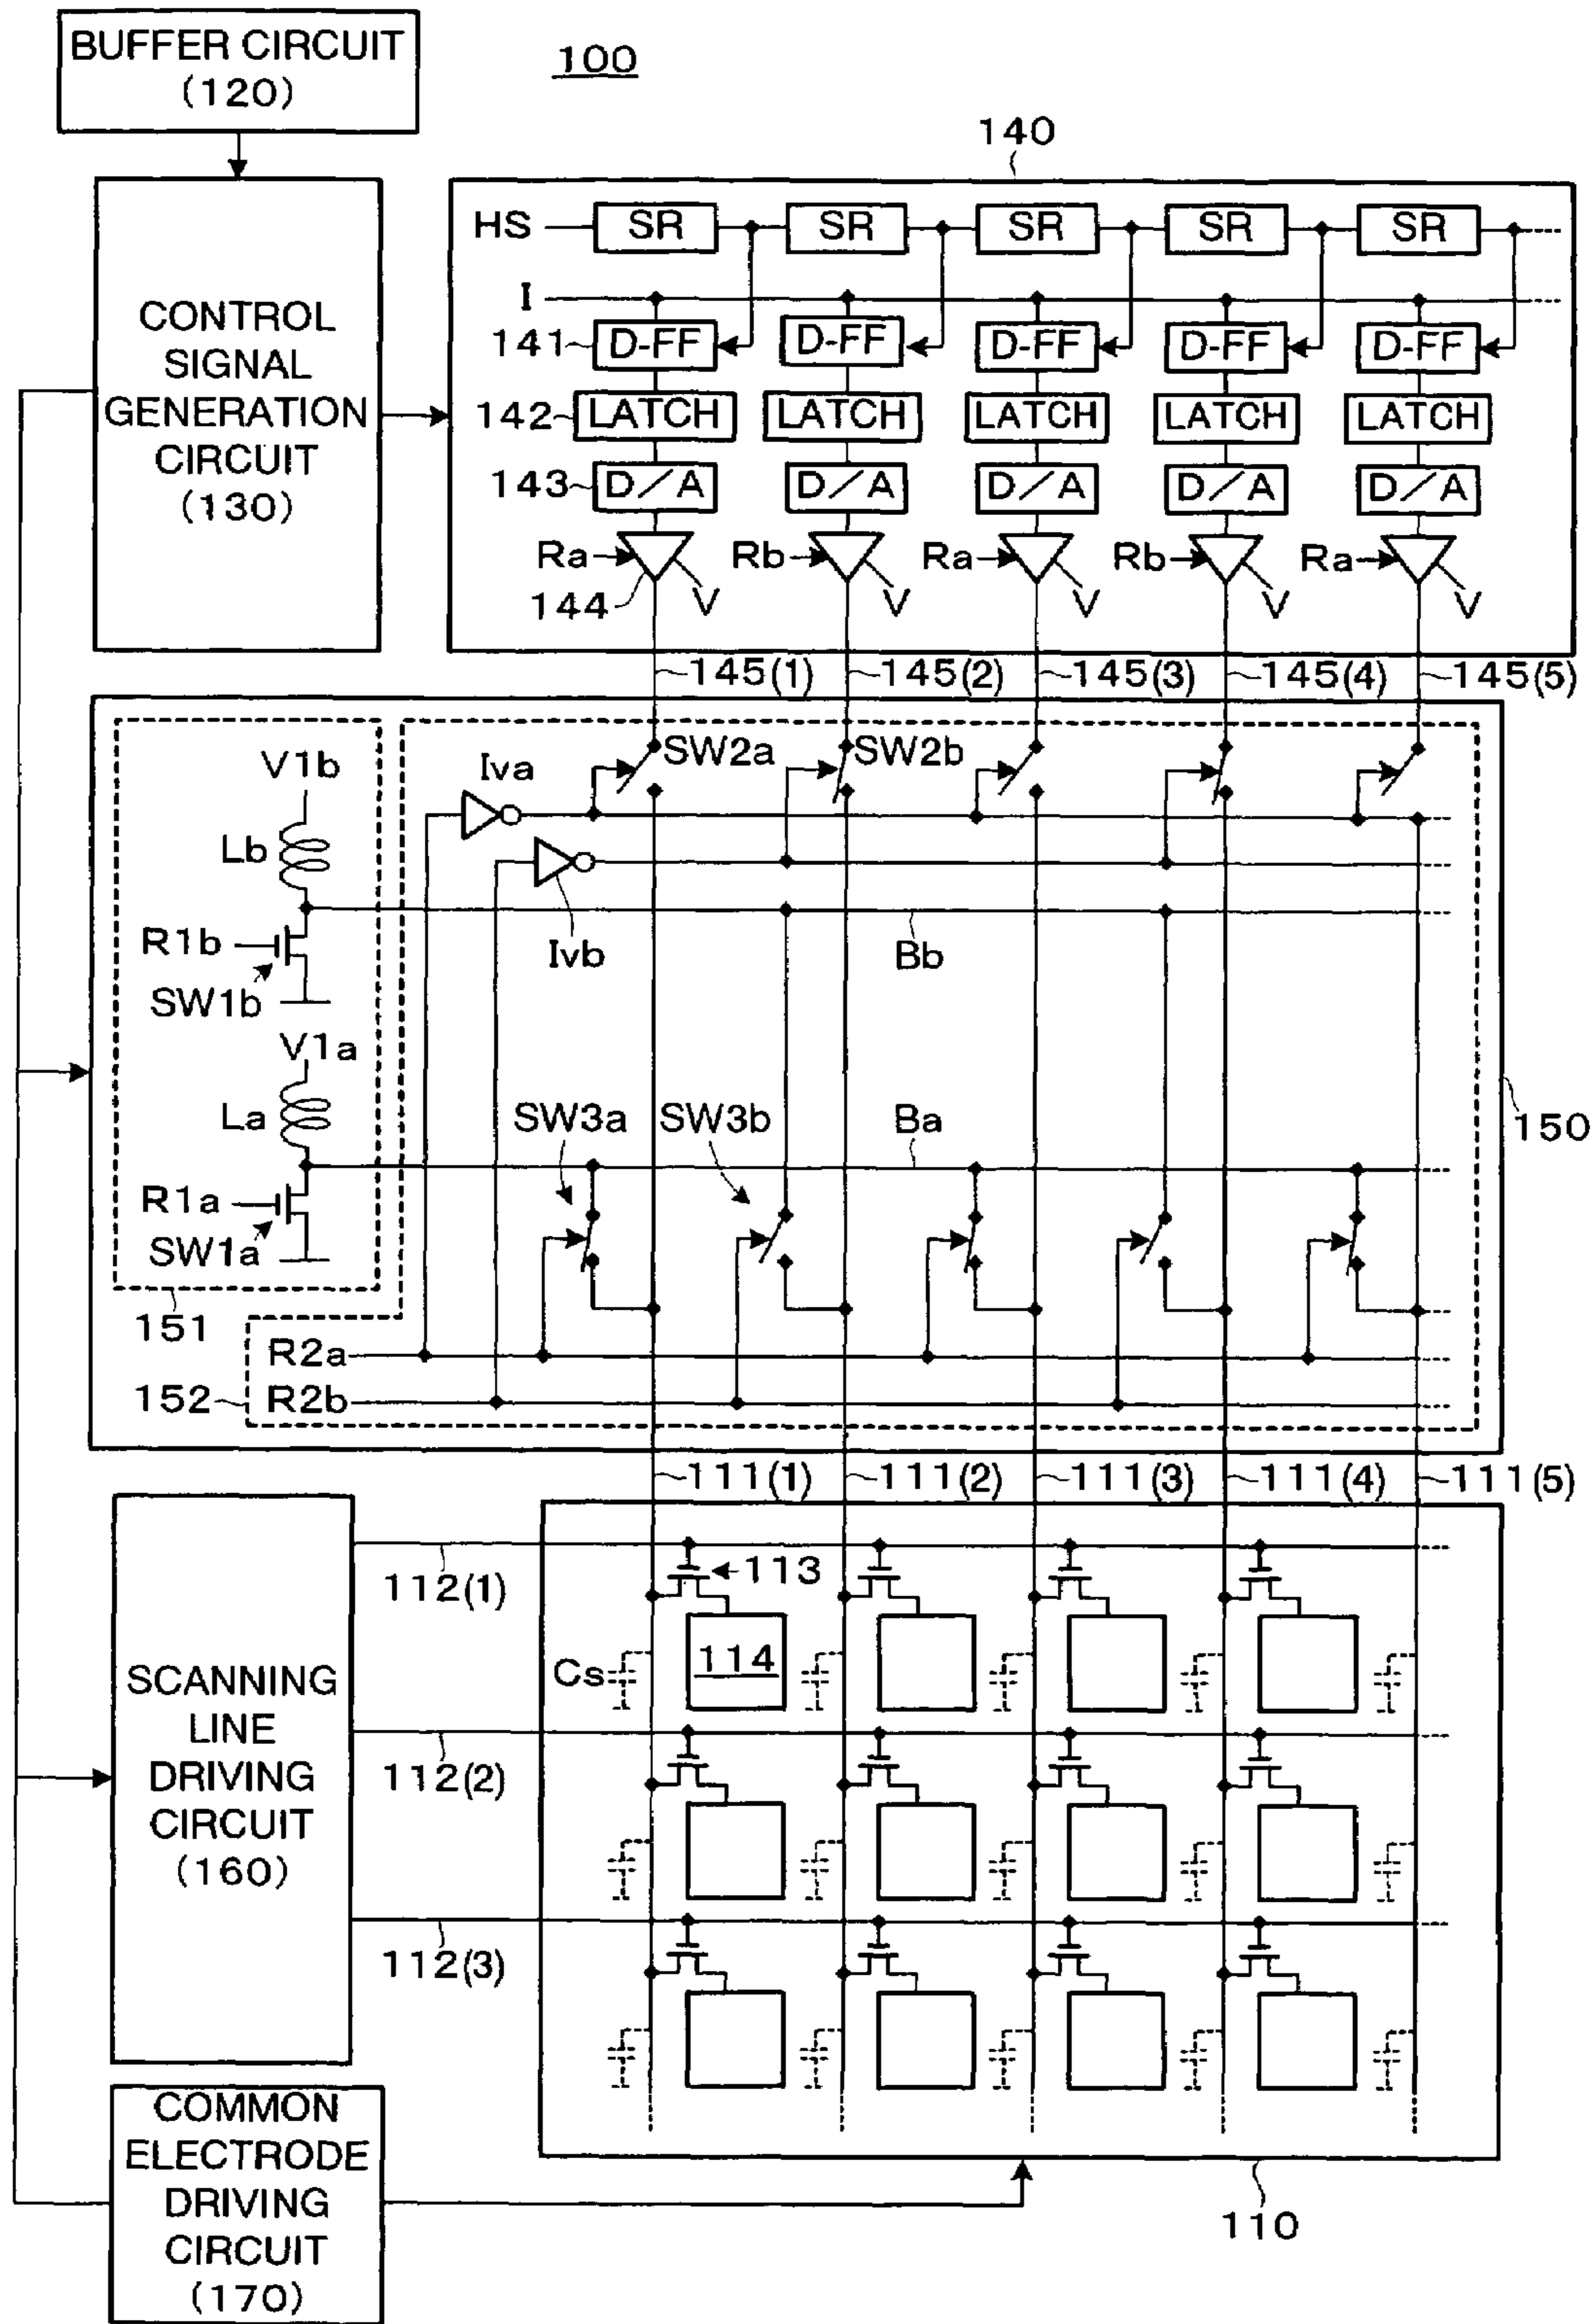 BUFFER CIRCUIT
(120)
100
140
CONTROL
SIGNAL
GENERATION
CIRCUIT
(130)
HS
SR
SR
SR
SR
SR
I
141
D-FF
D-FF
D-FF
D-FF
D-FF
142
LATCH
LATCH
LATCH
LATCH
LATCH
143
D/A
D/A
D/A
D/A
D/A
Ra
Rb
Ra
Rb
Ra
144
V
V
V
V
V
145(1)
145(2)
145(3)
145(4)
145(5)
V1b
Iva
SW2a
SW2b
Lb
R1b
Ivb
Bb
SW1b
V1a
La
SW3a
SW3b
Ba
150
R1a
SW1a
151
R2a
152
R2b
111(1)
111(2)
111(3)
111(4)
111(5)
112(1)
113
SCANNING
LINE
DRIVING
CIRCUIT
(160)
Cs
114
112(2)
112(3)
COMMON
ELECTRODE
DRIVING
CIRCUIT
(170)
110